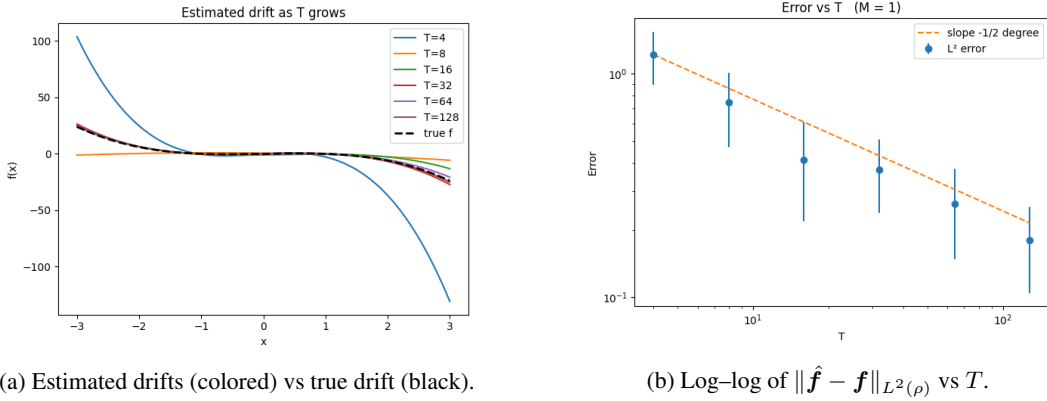 Estimated drift as T grows
100
50
0
−50
−100
f(x)
−3
−2
−1
0
1
2
3
x
T=4
T=8
T=16
T=32
T=64
T=128
true f
(a) Estimated drifts (colored) vs true drift (black).
Error vs T (M = 1)
10⁰
10⁻¹
Error
10¹
10²
T
slope -1/2 degree
L² error
(b) Log–log of ‖f̂ − f‖_{L²(ρ)} vs T.